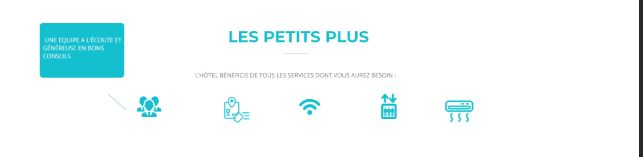 UNE EQUIPE A L'ÉCOUTE ET
GÉNÉREUSE EN BONS
CONSEILS
LES PETITS PLUS
L'HÔTEL BÉNÉFICIE DE TOUS LES SERVICES DONT VOUS AUREZ BESOIN :